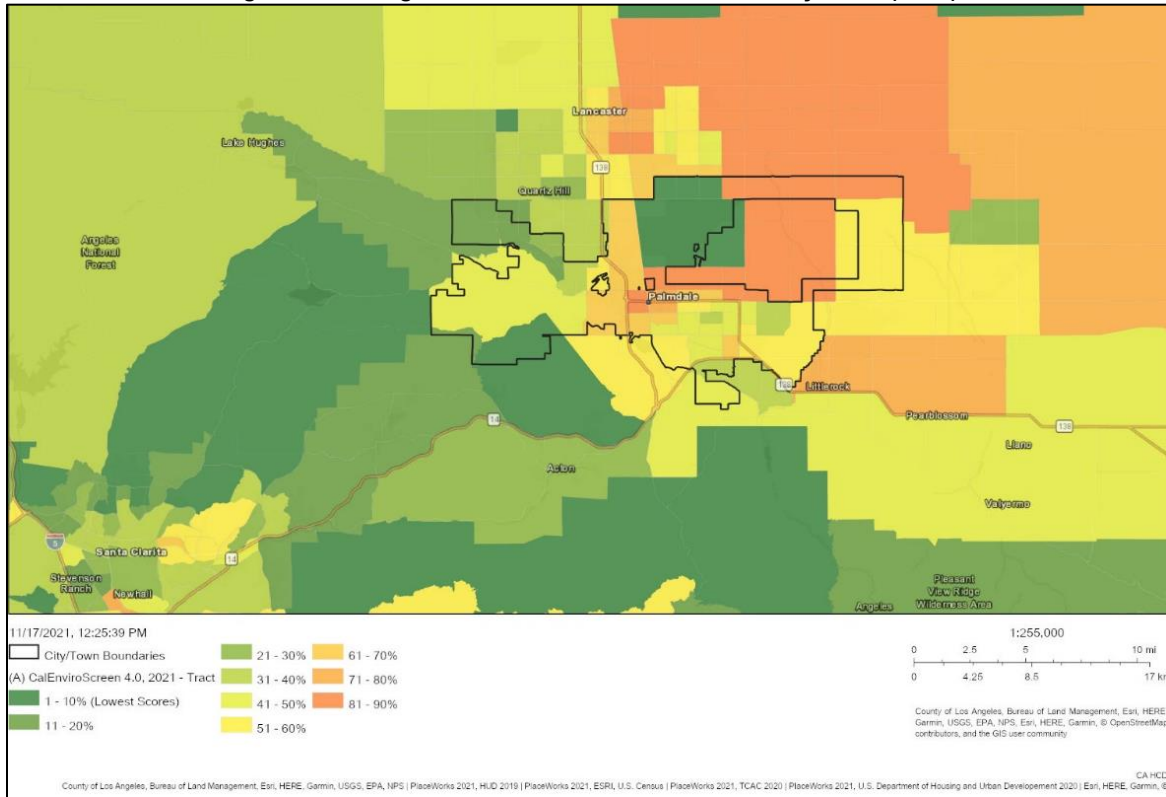 Lancaster
Lake Hughes
138
Quartz Hill
Angeles
National
Forest
Palmdale
138
Littlerock
Pearblossom
138
14
Llano
Acton
Valyermo
Santa Clarita
5
14
Stevenson
Ranch
Newhall
Pleasant
View Ridge
Wilderness Area
Angeles
11/17/2021, 12:25:39 PM
City/Town Boundaries
(A) CalEnviroScreen 4.0, 2021 - Tract
1 - 10% (Lowest Scores)
11 - 20%
21 - 30%
31 - 40%
41 - 50%
51 - 60%
61 - 70%
71 - 80%
81 - 90%
1:255,000
0 2.5 5 10 mi
0 4.25 8.5 17 km
County of Los Angeles, Bureau of Land Management, Esri, HERE,
Garmin, USGS, EPA, NPS, Esri, HERE, Garmin, © OpenStreetMap
contributors, and the GIS user community
CA HCD
County of Los Angeles, Bureau of Land Management, Esri, HERE, Garmin, USGS, EPA, NPS | PlaceWorks 2021, HUD 2019 | PlaceWorks 2021, ESRI, U.S. Census | PlaceWorks 2021, TCAC 2020 | PlaceWorks 2021, U.S. Department of Housing and Urban Development 2020 | Esri, HERE, Garmin, ©